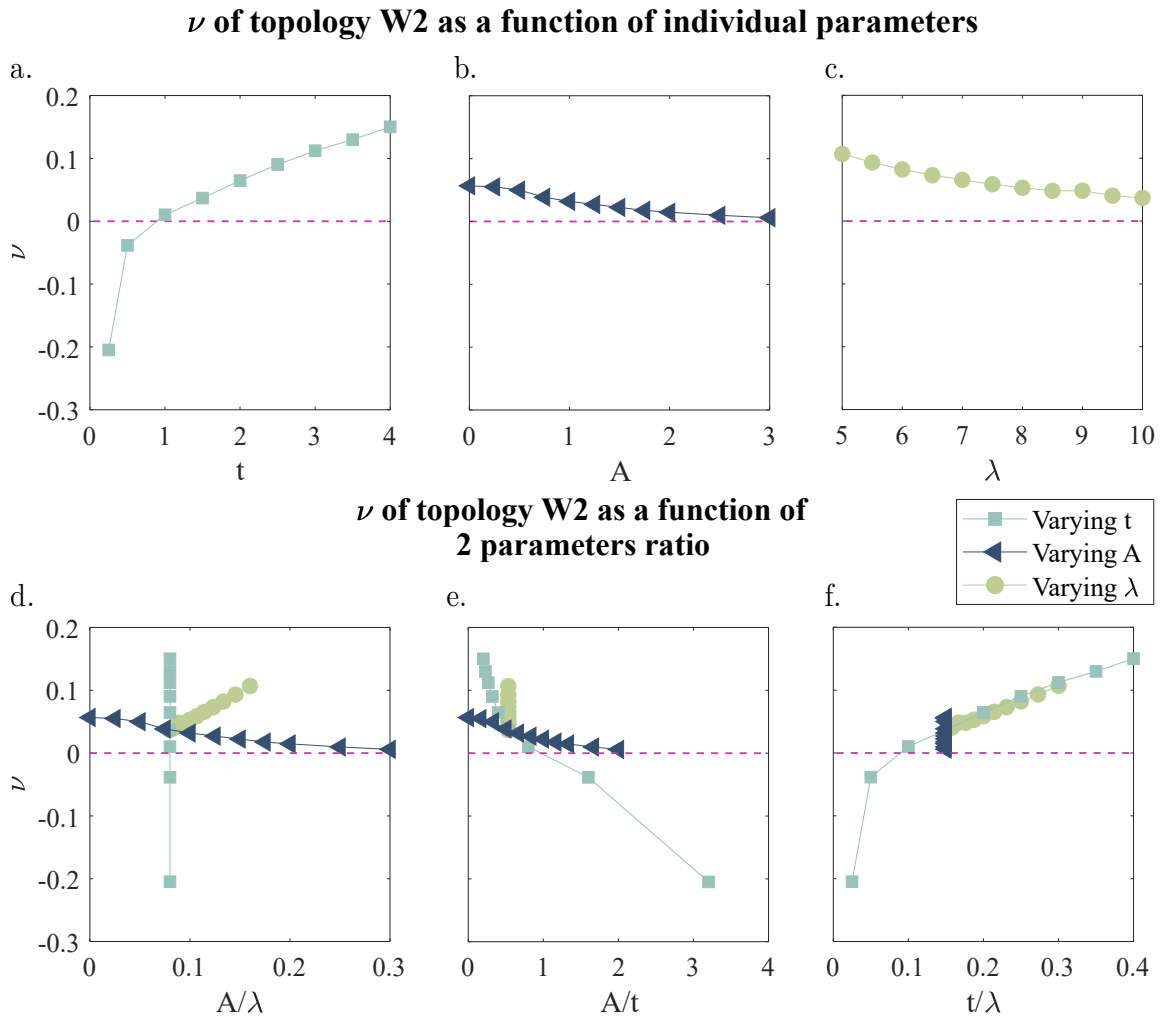 ν of topology W2 as a function of individual parameters
a.
b.
c.
0.2
0.1
0
-0.1
-0.2
-0.3
ν
0 1 2 3 4
t
0 1 2 3
A
5 6 7 8 9 10
λ
ν of topology W2 as a function of
2 parameters ratio
Varying t
Varying A
Varying λ
d.
e.
f.
0.2
0.1
0
-0.1
-0.2
-0.3
ν
0 0.1 0.2 0.3
A/λ
0 1 2 3 4
A/t
0 0.1 0.2 0.3 0.4
t/λ